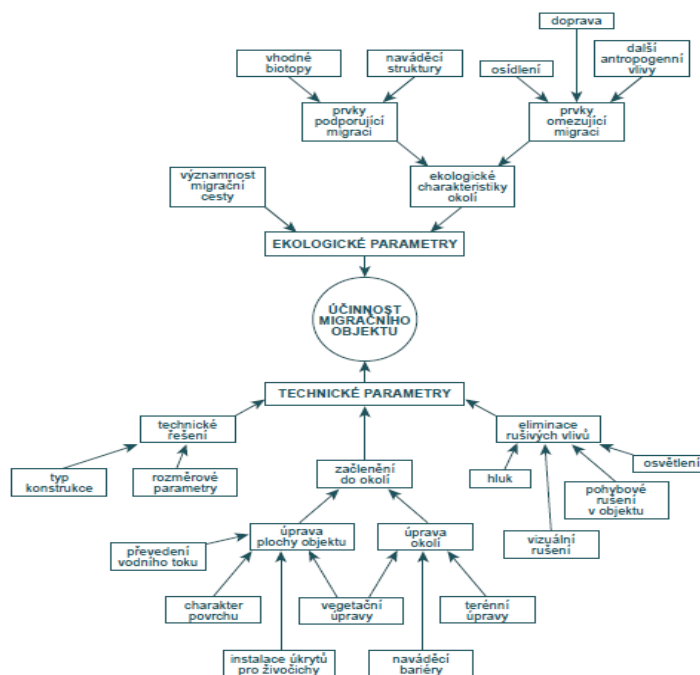 doprava
vhodné
biotopy
naváděcí
struktury
osídlení
další
antropogenní
vlivy
prvky
podporující
migraci
prvky
omezující
migraci
významnost
migrační
cesty
ekologické
charakteristiky
okolí
EKOLOGICKÉ PARAMETRY
ÚČINNOST
MIGRAČNÍHO
OBJEKTU
TECHNICKÉ PARAMETRY
technické
řešení
eliminace
rušivých vlivů
typ
konstrukce
rozměrové
parametry
začlenění
do okolí
hluk
osvětlení
pohybové
rušení
v objektu
vizuální
rušení
převedení
vodního toku
úprava
plochy objektu
úprava
okolí
charakter
povrchu
vegetační
úpravy
terénní
úpravy
instalace úkrytů
pro živočichy
naváděcí
bariéry